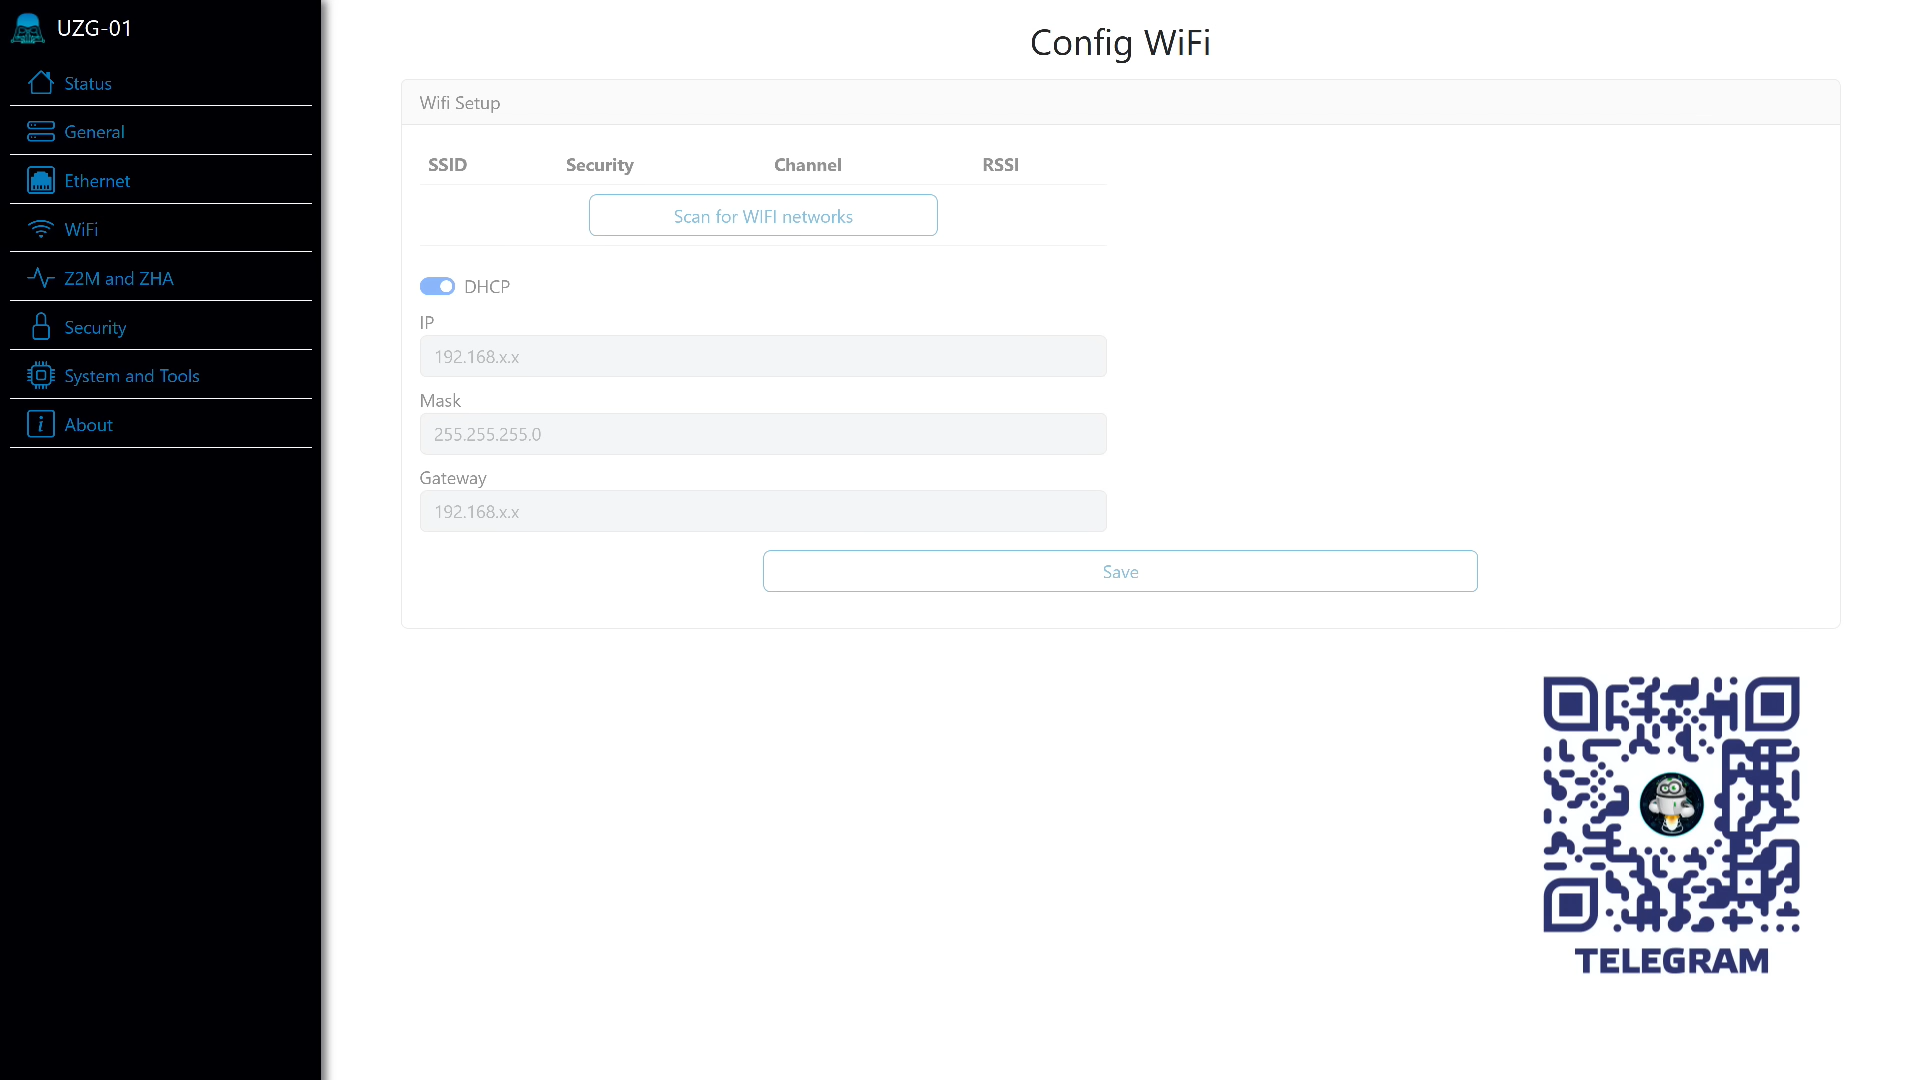 UZG-01
Status
General
Ethernet
WiFi
Z2M and ZHA
Security
System and Tools
About
Config WiFi
Wifi Setup
SSID Security Channel RSSI
Scan for WIFI networks
DHCP
IP
192.168.x.x
Mask
255.255.255.0
Gateway
192.168.x.x
Save
TELEGRAM